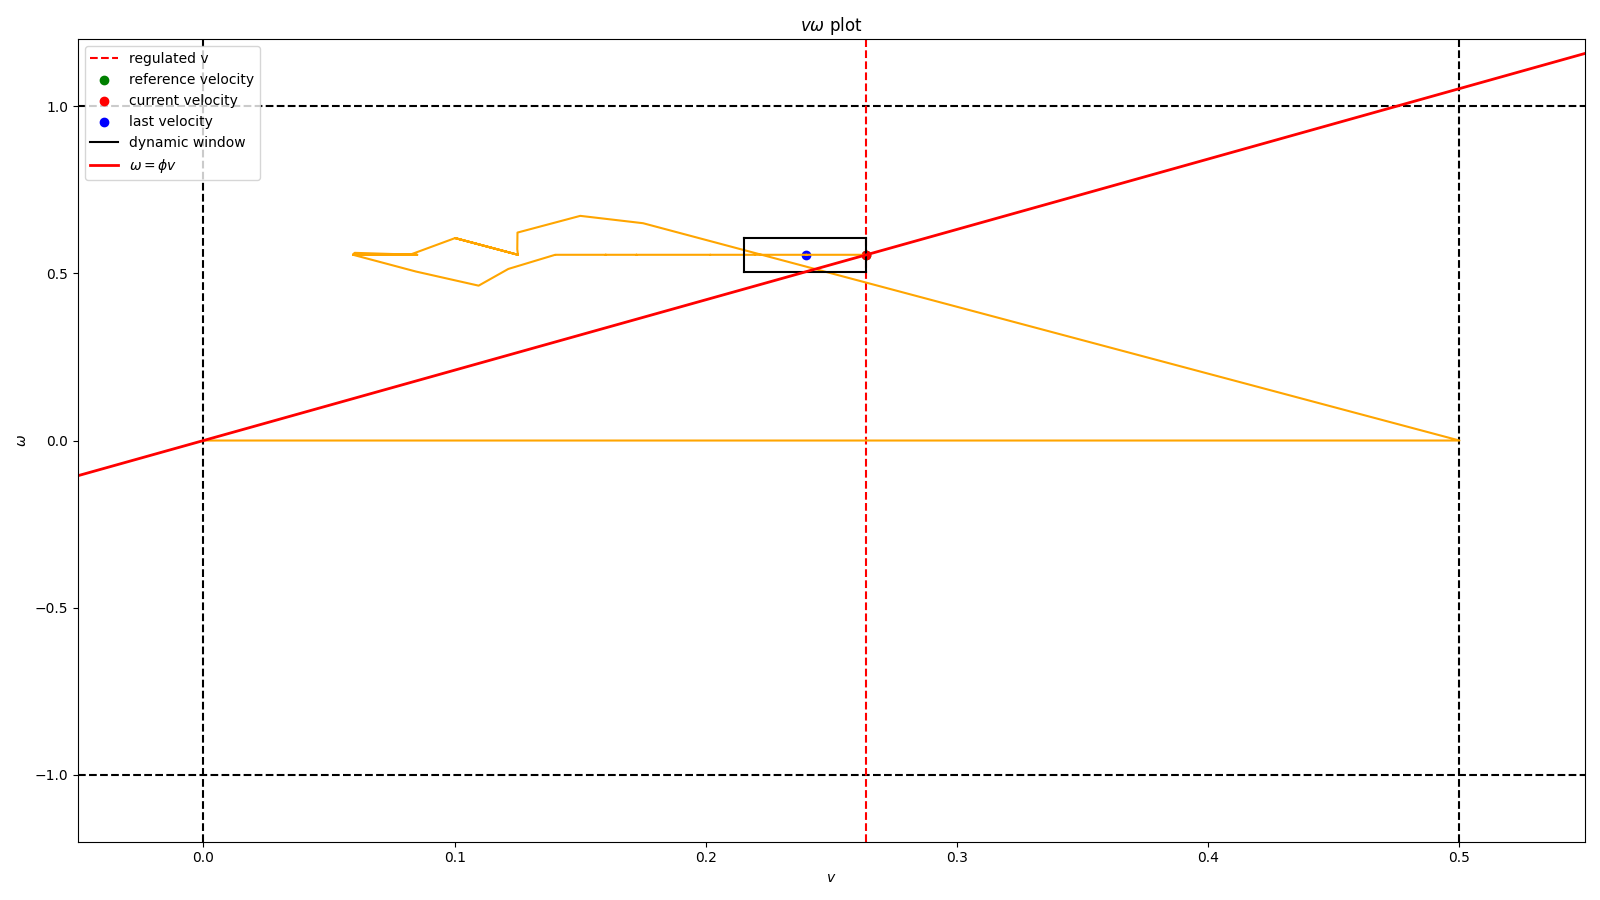 vω plot
regulated v
reference velocity
current velocity
last velocity
dynamic window
ω = ϕv
1.0
0.5
0.0
−0.5
−1.0
ω
0.0 0.1 0.2 0.3 0.4 0.5
v